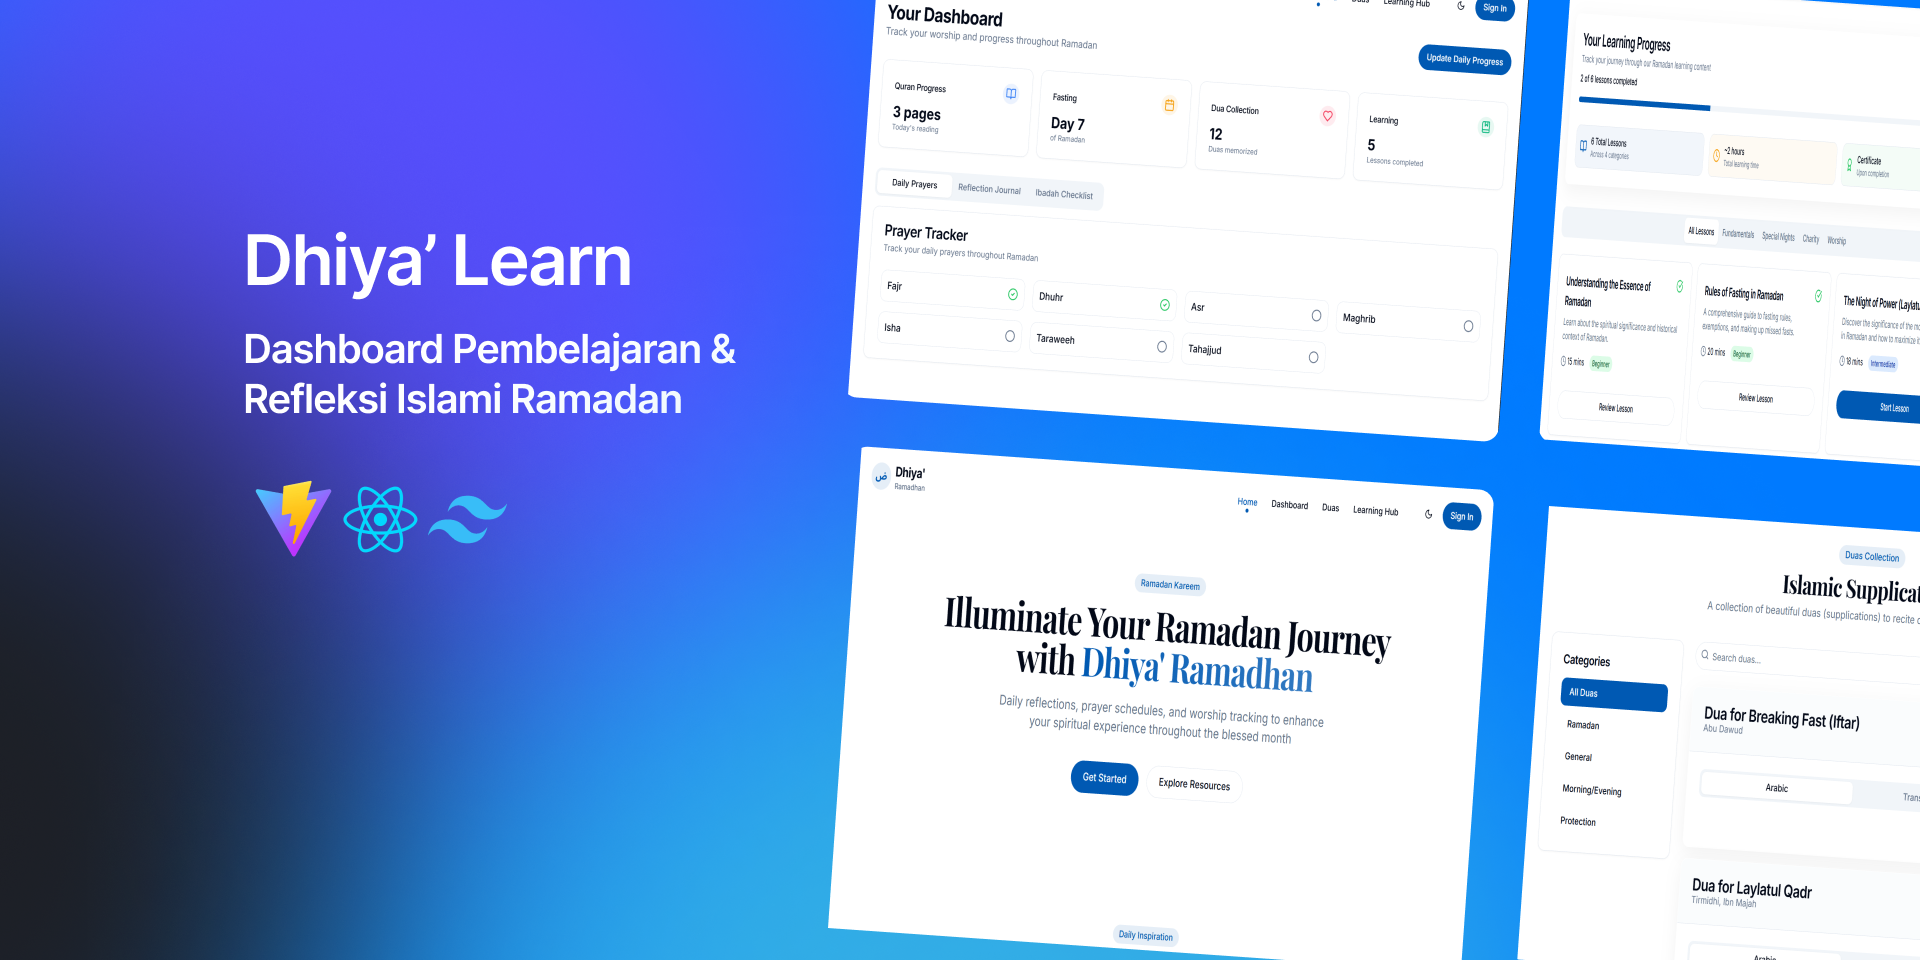 Dhiya’ Learn
Dashboard Pembelajaran &
Refleksi Islami Ramadan
Your Dashboard
Track your worship and progress throughout Ramadan
Duas
Learning Hub
Sign In
Update Daily Progress
Quran Progress
3 pages
Today's reading
Fasting
Day 7
of Ramadan
Dua Collection
12
Duas memorized
Learning
5
Lessons completed
Daily Prayers
Reflection Journal
Ibadah Checklist
Prayer Tracker
Track your daily prayers throughout Ramadan
Fajr
Dhuhr
Asr
Maghrib
Isha
Taraweeh
Tahajjud
Your Learning Progress
Track your journey through our Ramadan learning content
2 of 6 lessons completed
6 Total Lessons
Across 4 categories
~2 hours
Total learning time
Certificate
Upon completion
All Lessons
Fundamentals
Special Nights
Charity
Worship
Understanding the Essence of
Ramadan
Learn about the spiritual significance and historical
context of Ramadan.
15 mins
Beginner
Review Lesson
Rules of Fasting in Ramadan
A comprehensive guide to fasting rules,
exemptions, and making up missed fasts.
20 mins
Beginner
Review Lesson
The Night of Power (Laylatu
Discover the significance of the mo
in Ramadan and how to maximize it
18 mins
Intermediate
Start Lesson
ض
Dhiya'
Ramadhan
Home
Dashboard
Duas
Learning Hub
Sign In
Ramadan Kareem
Illuminate Your Ramadan Journey
with Dhiya' Ramadhan
Daily reflections, prayer schedules, and worship tracking to enhance
your spiritual experience throughout the blessed month
Get Started
Explore Resources
Daily Inspiration
Duas Collection
Islamic Supplicat
A collection of beautiful duas (supplications) to recite d
Categories
All Duas
Ramadan
General
Morning/Evening
Protection
Search duas...
Dua for Breaking Fast (Iftar)
Abu Dawud
Arabic
Trans
Dua for Laylatul Qadr
Tirmidhi, Ibn Majah
Arabic